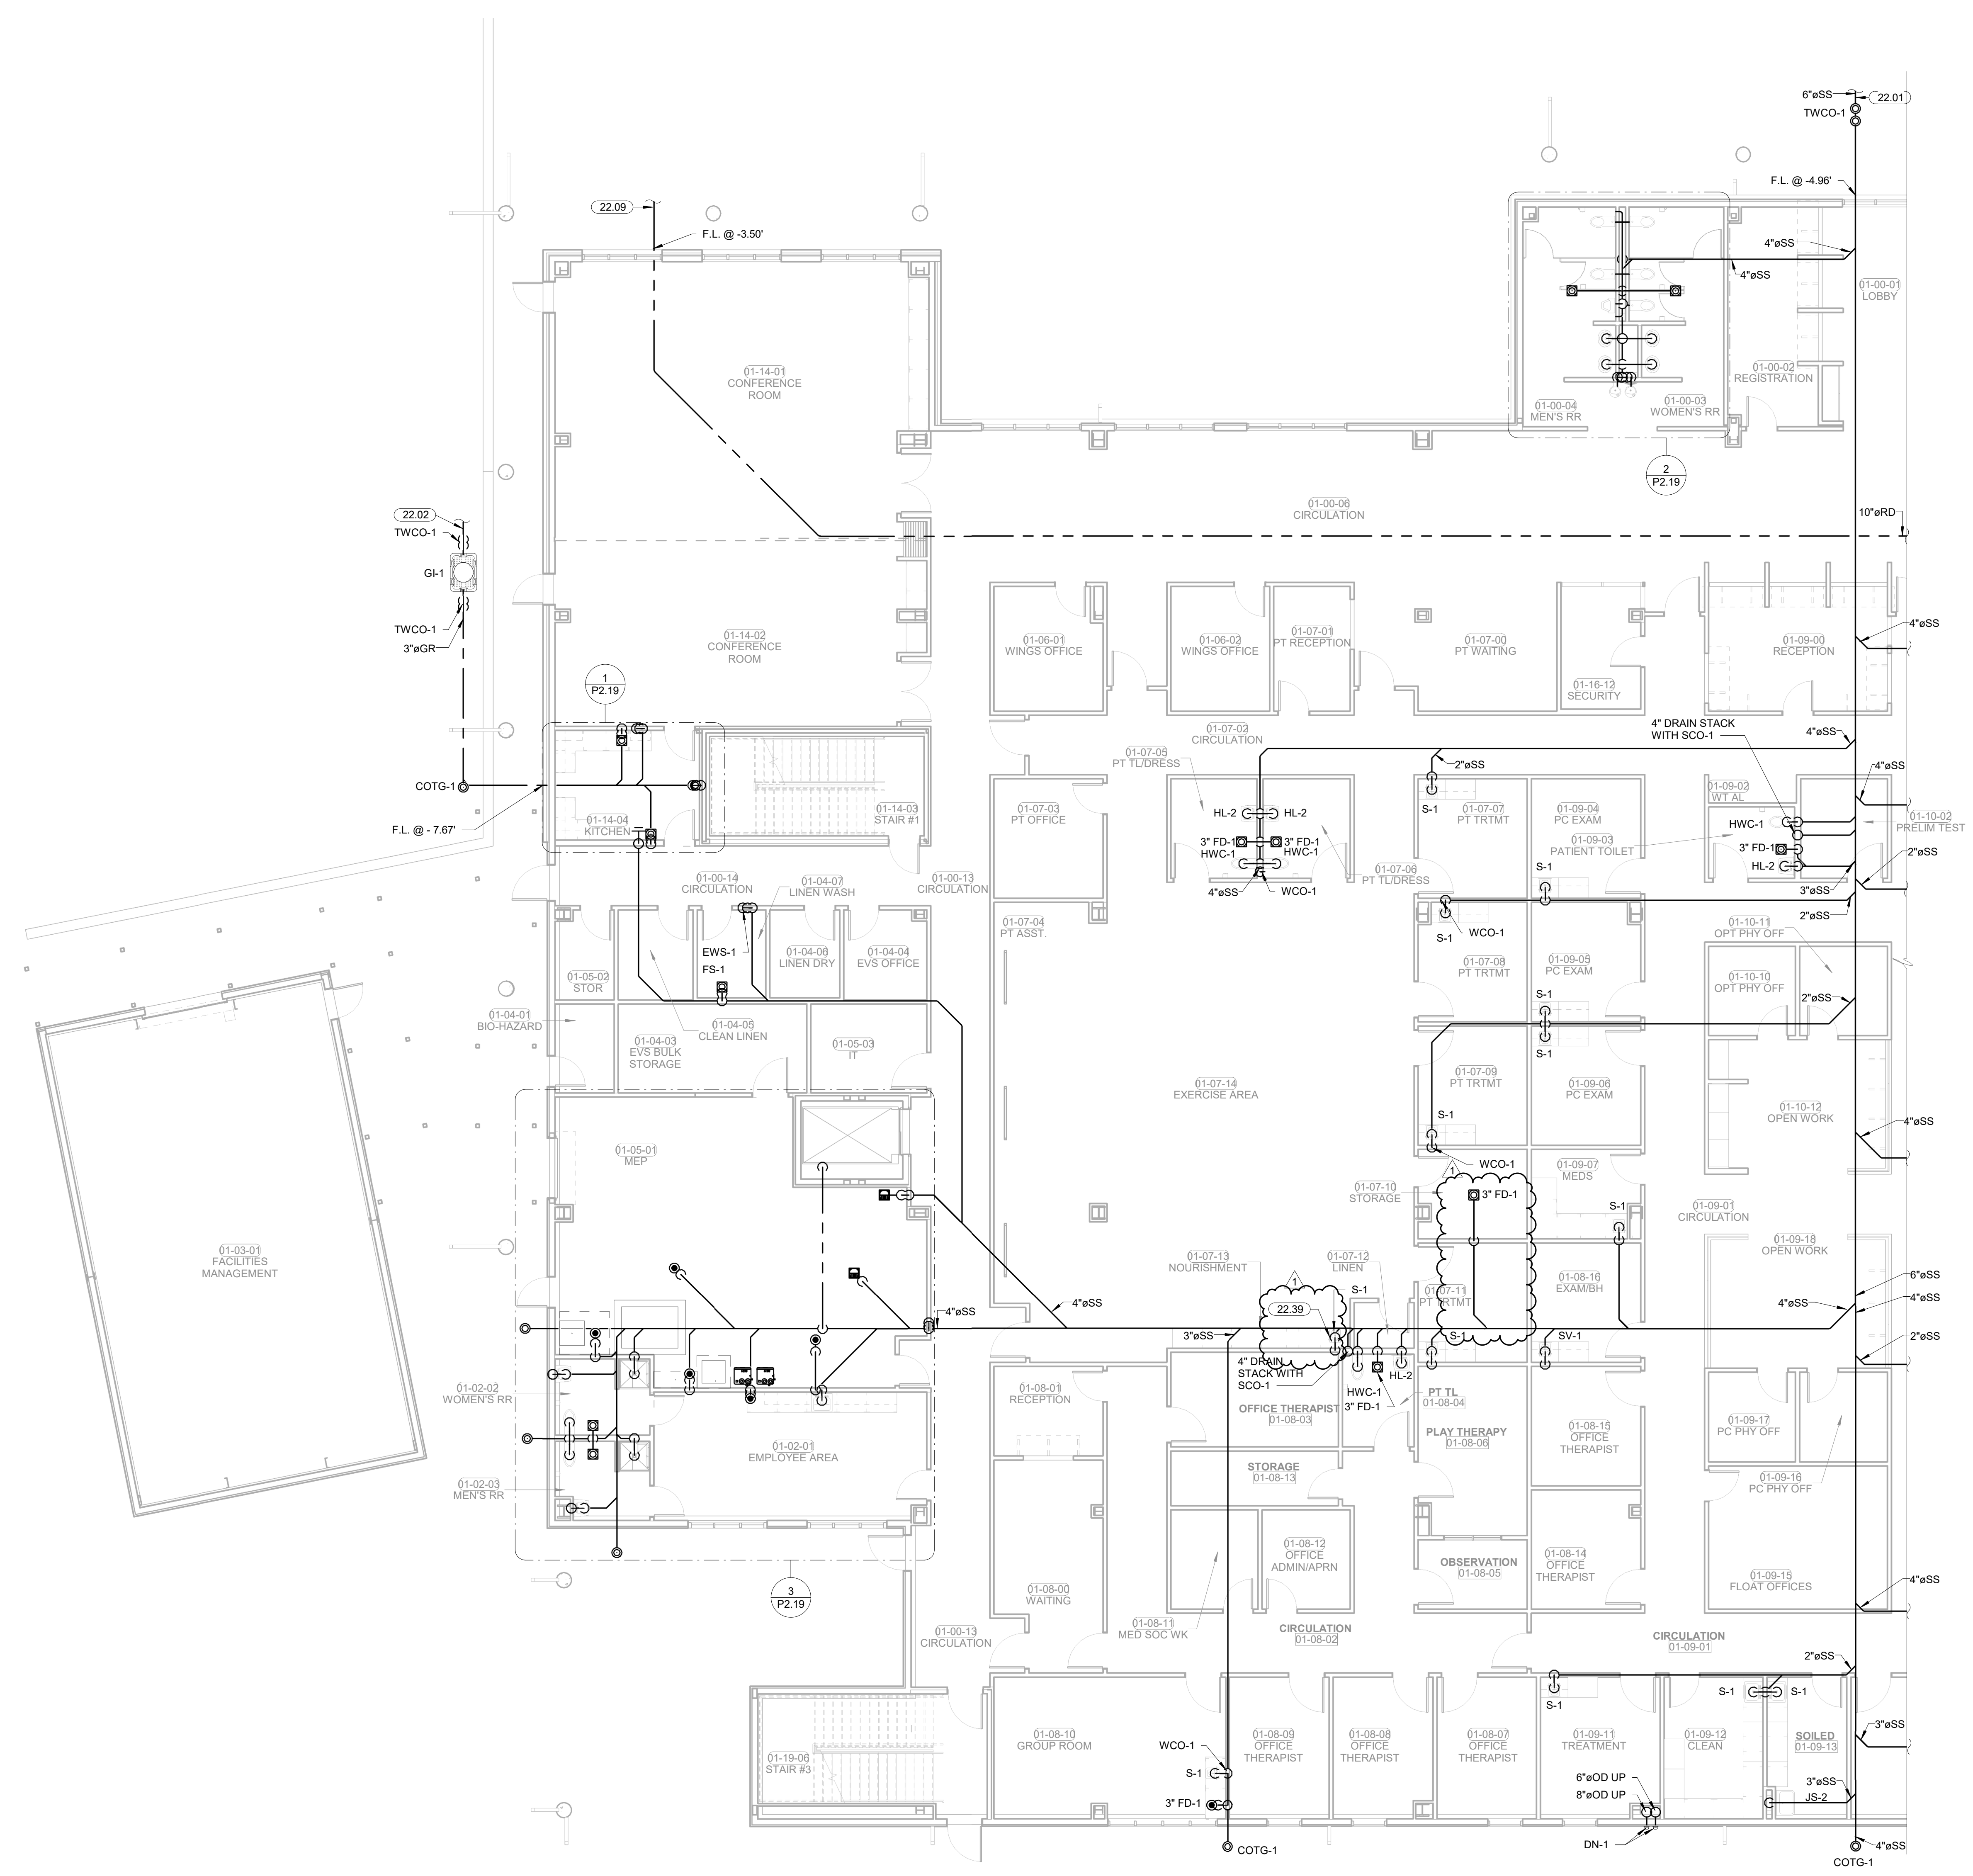 6"øSS
22.01
TWCO-1
F.L. @ -4.96'
22.09
F.L. @ -3.50'
4"øSS
4"øSS
01-00-01
LOBBY
01-14-01
CONFERENCE
ROOM
01-00-02
REGISTRATION
01-00-04
MEN'S RR
01-00-03
WOMEN'S RR
2
P2.19
22.02
TWCO-1
GI-1
TWCO-1
3"øGR
01-00-06
CIRCULATION
10"øRD
01-14-02
CONFERENCE
ROOM
01-06-01
WINGS OFFICE
01-06-02
WINGS OFFICE
01-07-01
PT RECEPTION
01-07-00
PT WAITING
01-16-12
SECURITY
01-09-00
RECEPTION
4"øSS
1
P2.19
4" DRAIN STACK
WITH SCO-1
4"øSS
01-07-02
CIRCULATION
01-07-05
PT TL/DRESS
2"øSS
4"øSS
COTG-1
F.L. @ - 7.67'
01-14-04
KITCHEN
01-14-03
STAIR #1
01-07-03
PT OFFICE
HL-2
HL-2
3" FD-1
3" FD-1
HWC-1
HWC-1
4"øSS
WCO-1
01-07-06
PT TL/DRESS
S-1
01-07-07
PT TRTMT
01-09-04
PC EXAM
01-09-02
WT AL
01-09-03
PATIENT TOILET
HWC-1
3" FD-1
HL-2
01-10-02
PRELIM TEST
2"øSS
3"øSS
2"øSS
01-00-14
CIRCULATION
01-04-07
LINEN WASH
01-00-13
CIRCULATION
S-1
S-1
WCO-1
01-07-04
PT ASST.
01-10-11
OPT PHY OFF
EWS-1
FS-1
01-04-06
LINEN DRY
01-04-04
EVS OFFICE
01-05-02
STOR
01-07-08
PT TRTMT
01-09-05
PC EXAM
01-10-10
OPT PHY OFF
S-1
2"øSS
01-04-01
BIO-HAZARD
01-04-05
CLEAN LINEN
01-04-03
EVS BULK
STORAGE
01-05-03
IT
S-1
01-07-14
EXERCISE AREA
01-07-09
PT TRTMT
01-09-06
PC EXAM
01-10-12
OPEN WORK
4"øSS
S-1
01-05-01
MEP
WCO-1
1
01-09-07
MEDS
01-07-10
STORAGE
3" FD-1
S-1
01-09-01
CIRCULATION
01-03-01
FACILITIES
MANAGEMENT
01-09-18
OPEN WORK
01-07-13
NOURISHMENT
01-07-12
LINEN
1
S-1
22.39
01-07-11
PT TRTMT
01-08-16
EXAM/BH
6"øSS
4"øSS
4"øSS
4"øSS
4"øSS
3"øSS
S-1
SV-1
2"øSS
4" DRAIN
STACK WITH
SCO-1
HWC-1
3" FD-1
HL-2
01-02-02
WOMEN'S RR
01-08-01
RECEPTION
OFFICE THERAPIST
01-08-03
PT TL
01-08-04
PLAY THERAPY
01-08-06
01-08-15
OFFICE
THERAPIST
01-09-17
PC PHY OFF
01-02-01
EMPLOYEE AREA
01-02-03
MEN'S RR
STORAGE
01-08-13
01-09-16
PC PHY OFF
01-08-12
OFFICE
ADMIN/APRN
OBSERVATION
01-08-05
01-08-14
OFFICE
THERAPIST
01-09-15
FLOAT OFFICES
4"øSS
3
P2.19
01-08-00
WAITING
01-00-13
CIRCULATION
01-08-11
MED SOC WK
CIRCULATION
01-08-02
CIRCULATION
01-09-01
2"øSS
S-1
S-1
S-1
01-19-06
STAIR #3
01-08-10
GROUP ROOM
01-08-09
OFFICE
THERAPIST
01-08-08
OFFICE
THERAPIST
01-08-07
OFFICE
THERAPIST
01-09-11
TREATMENT
01-09-12
CLEAN
SOILED
01-09-13
3"øSS
WCO-1
S-1
3" FD-1
6"øOD UP
8"øOD UP
3"øSS
JS-2
COTG-1
DN-1
4"øSS
COTG-1